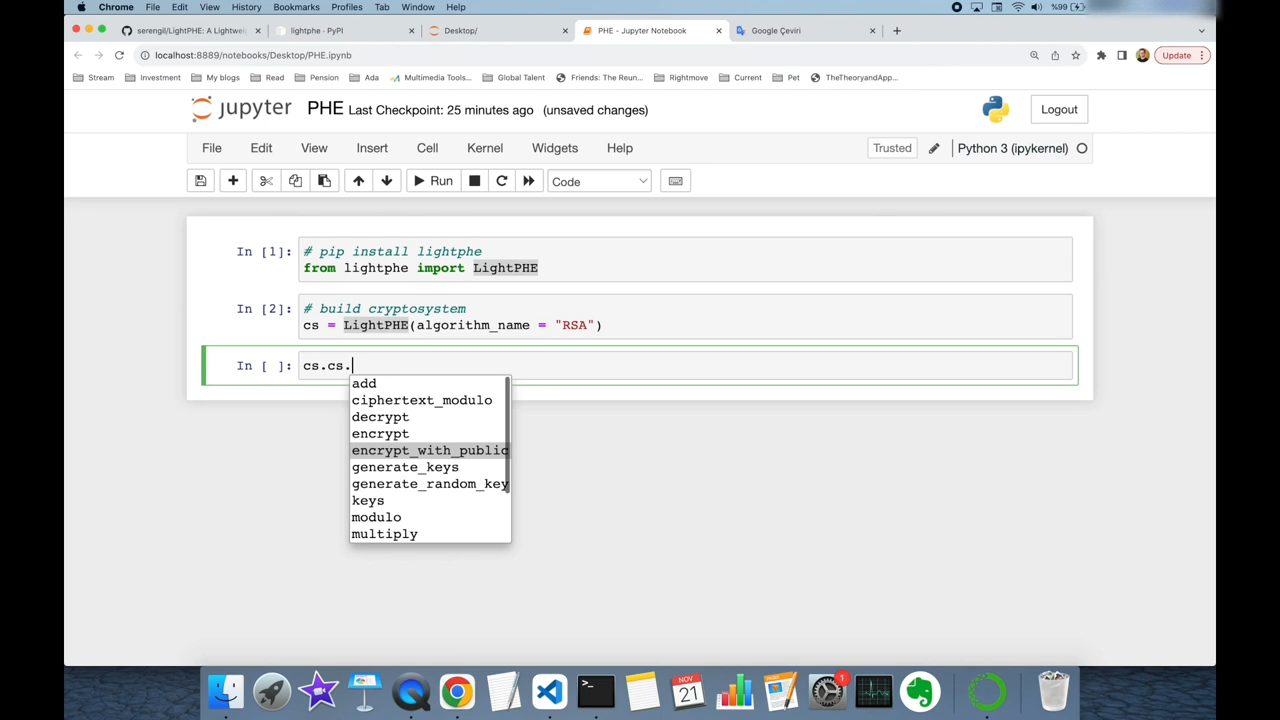 Chrome File Edit View History Bookmarks Profiles Tab Window Help %99
serengil/LightPHE: A Lightwei lightphe · PyPI Desktop/ PHE - Jupyter Notebook Google Çeviri
localhost:8889/notebooks/Desktop/PHE.ipynb Update
Stream Investment My blogs Read Pension Ada Multimedia Tools... Global Talent Friends: The Reun... Rightmove Current Pet TheTheoryandApp...
jupyter PHE Last Checkpoint: 25 minutes ago (unsaved changes) Logout
File Edit View Insert Cell Kernel Widgets Help Trusted Python 3 (ipykernel)
Run Code
In [1]: # pip install lightphe
from lightphe import LightPHE
In [2]: # build cryptosystem
cs = LightPHE(algorithm_name = "RSA")
In [ ]: cs.cs.
add
ciphertext_modulo
decrypt
encrypt
encrypt_with_public
generate_keys
generate_random_key
keys
modulo
multiply
NOV
21
1